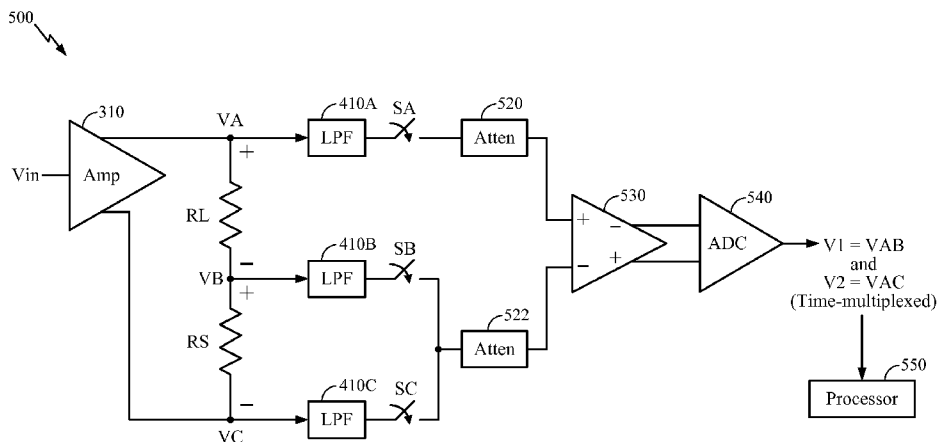 500
310
Vin
Amp
VA
+
RL
−
VB
+
RS
−
VC
410A
LPF
SA
410B
LPF
SB
410C
LPF
SC
520
Atten
522
Atten
530
+
−
−
+
540
ADC
V1 = VAB
and
V2 = VAC
(Time-multiplexed)
550
Processor